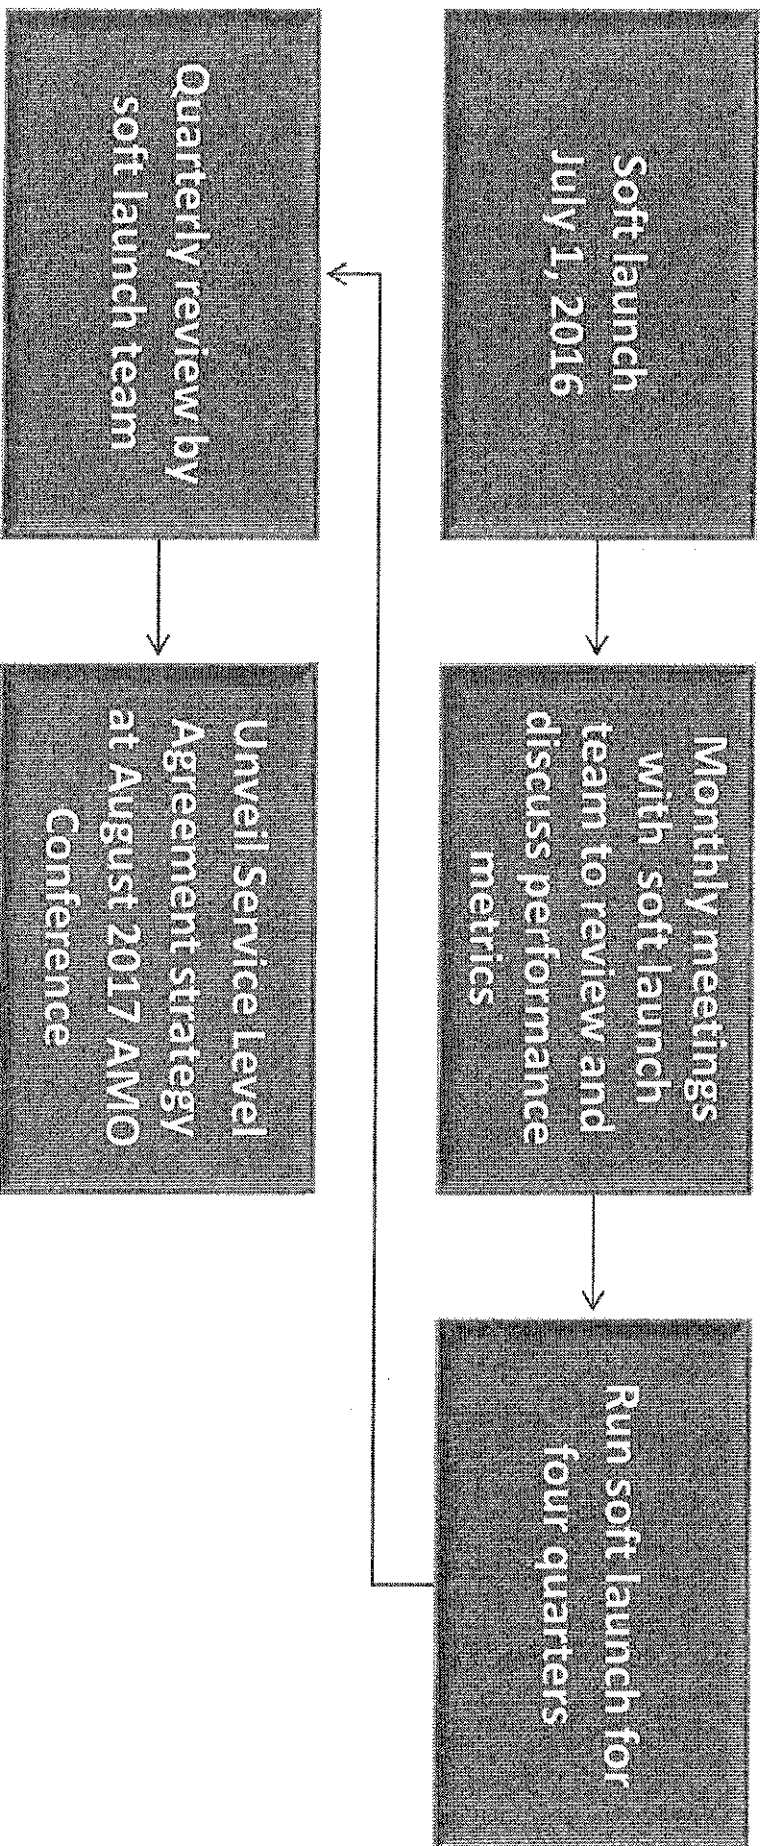 Soft launch
July 1, 2016
Monthly meetings
with soft launch
team to review and
discuss performance
metrics
Run soft launch for
four quarters
Quarterly review by
soft launch team
Unveil Service Level
Agreement strategy
at August 2017 AMO
Conference